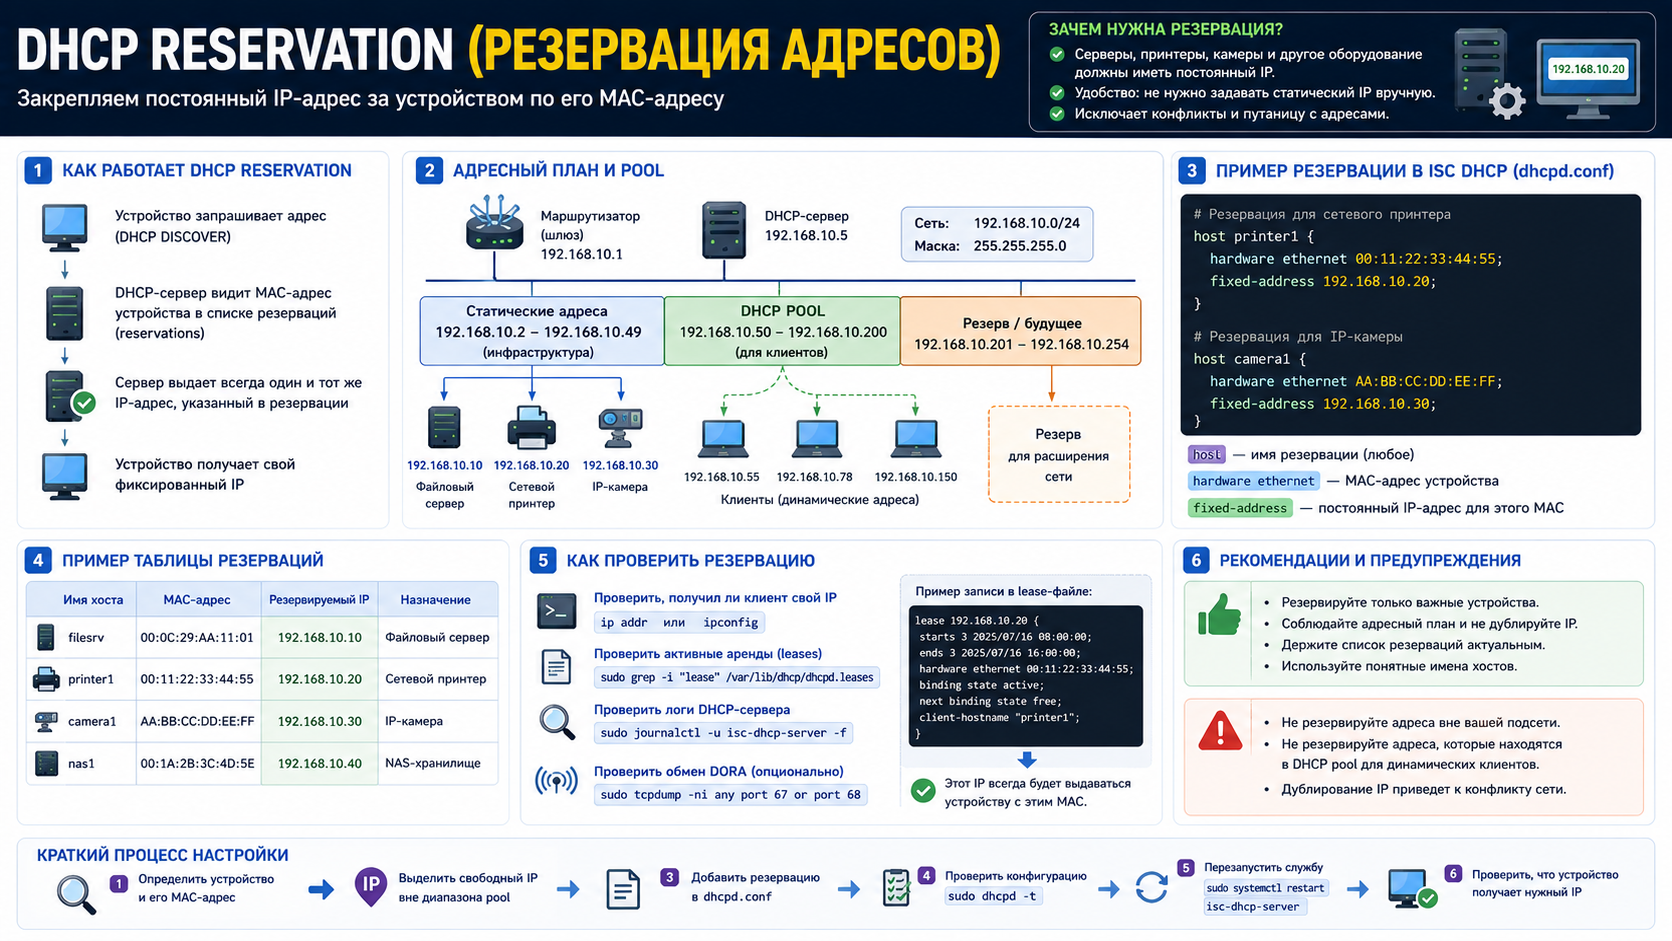 DHCP RESERVATION (РЕЗЕРВАЦИЯ АДРЕСОВ)
Закрепляем постоянный IP-адрес за устройством по его MAC-адресу
ЗАЧЕМ НУЖНА РЕЗЕРВАЦИЯ?
Серверы, принтеры, камеры и другое оборудование
должны иметь постоянный IP.
Удобство: не нужно задавать статический IP вручную.
Исключает конфликты и путаницу с адресами.
192.168.10.20
1 КАК РАБОТАЕТ DHCP RESERVATION
Устройство запрашивает адрес
(DHCP DISCOVER)
DHCP-сервер видит MAC-адрес
устройства в списке резерваций
(reservations)
Сервер выдает всегда один и тот же
IP-адрес, указанный в резервации
Устройство получает свой
фиксированный IP
2 АДРЕСНЫЙ ПЛАН И POOL
Маршрутизатор
(шлюз)
192.168.10.1
DHCP-сервер
192.168.10.5
Сеть: 192.168.10.0/24
Маска: 255.255.255.0
Статические адреса
192.168.10.2 – 192.168.10.49
(инфраструктура)
DHCP POOL
192.168.10.50 – 192.168.10.200
(для клиентов)
Резерв / будущее
192.168.10.201 – 192.168.10.254
192.168.10.10
Файловый
сервер
192.168.10.20
Сетевой
принтер
192.168.10.30
IP-камера
192.168.10.55
192.168.10.78
192.168.10.150
Клиенты (динамические адреса)
Резерв
для расширения
сети
3 ПРИМЕР РЕЗЕРВАЦИИ В ISC DHCP (dhcpd.conf)
# Резервация для сетевого принтера
host printer1 {
hardware ethernet 00:11:22:33:44:55;
fixed-address 192.168.10.20;
}
# Резервация для IP-камеры
host camera1 {
hardware ethernet AA:BB:CC:DD:EE:FF;
fixed-address 192.168.10.30;
}
host — имя резервации (любое)
hardware ethernet — MAC-адрес устройства
fixed-address — постоянный IP-адрес для этого MAC
4 ПРИМЕР ТАБЛИЦЫ РЕЗЕРВАЦИЙ
Имя хоста MAC-адрес Резервируемый IP Назначение
filesrv 00:0C:29:AA:11:01 192.168.10.10 Файловый сервер
printer1 00:11:22:33:44:55 192.168.10.20 Сетевой принтер
camera1 AA:BB:CC:DD:EE:FF 192.168.10.30 IP-камера
nas1 00:1A:2B:3C:4D:5E 192.168.10.40 NAS-хранилище
5 КАК ПРОВЕРИТЬ РЕЗЕРВАЦИЮ
Проверить, получил ли клиент свой IP
ip addr или ipconfig
Проверить активные аренды (leases)
sudo grep -i "lease" /var/lib/dhcp/dhcpd.leases
Проверить логи DHCP-сервера
sudo journalctl -u isc-dhcp-server -f
Проверить обмен DORA (опционально)
sudo tcpdump -ni any port 67 or port 68
Пример записи в lease-файле:
lease 192.168.10.20 {
starts 3 2025/07/16 08:00:00;
ends 3 2025/07/16 16:00:00;
hardware ethernet 00:11:22:33:44:55;
binding state active;
next binding state free;
client-hostname "printer1";
}
Этот IP всегда будет выдаваться
устройству с этим MAC.
6 РЕКОМЕНДАЦИИ И ПРЕДУПРЕЖДЕНИЯ
• Резервируйте только важные устройства.
• Соблюдайте адресный план и не дублируйте IP.
• Держите список резерваций актуальным.
• Используйте понятные имена хостов.
• Не резервируйте адреса вне вашей подсети.
• Не резервируйте адреса, которые находятся
в DHCP pool для динамических клиентов.
• Дублирование IP приведет к конфликту сети.
КРАТКИЙ ПРОЦЕСС НАСТРОЙКИ
1 Определить устройство
и его MAC-адрес
IP
Выделить свободный IP
вне диапазона pool
3 Добавить резервацию
в dhcpd.conf
4 Проверить конфигурацию
sudo dhcpd -t
5 Перезапустить службу
sudo systemctl restart
isc-dhcp-server
6 Проверить, что устройство
получает нужный IP